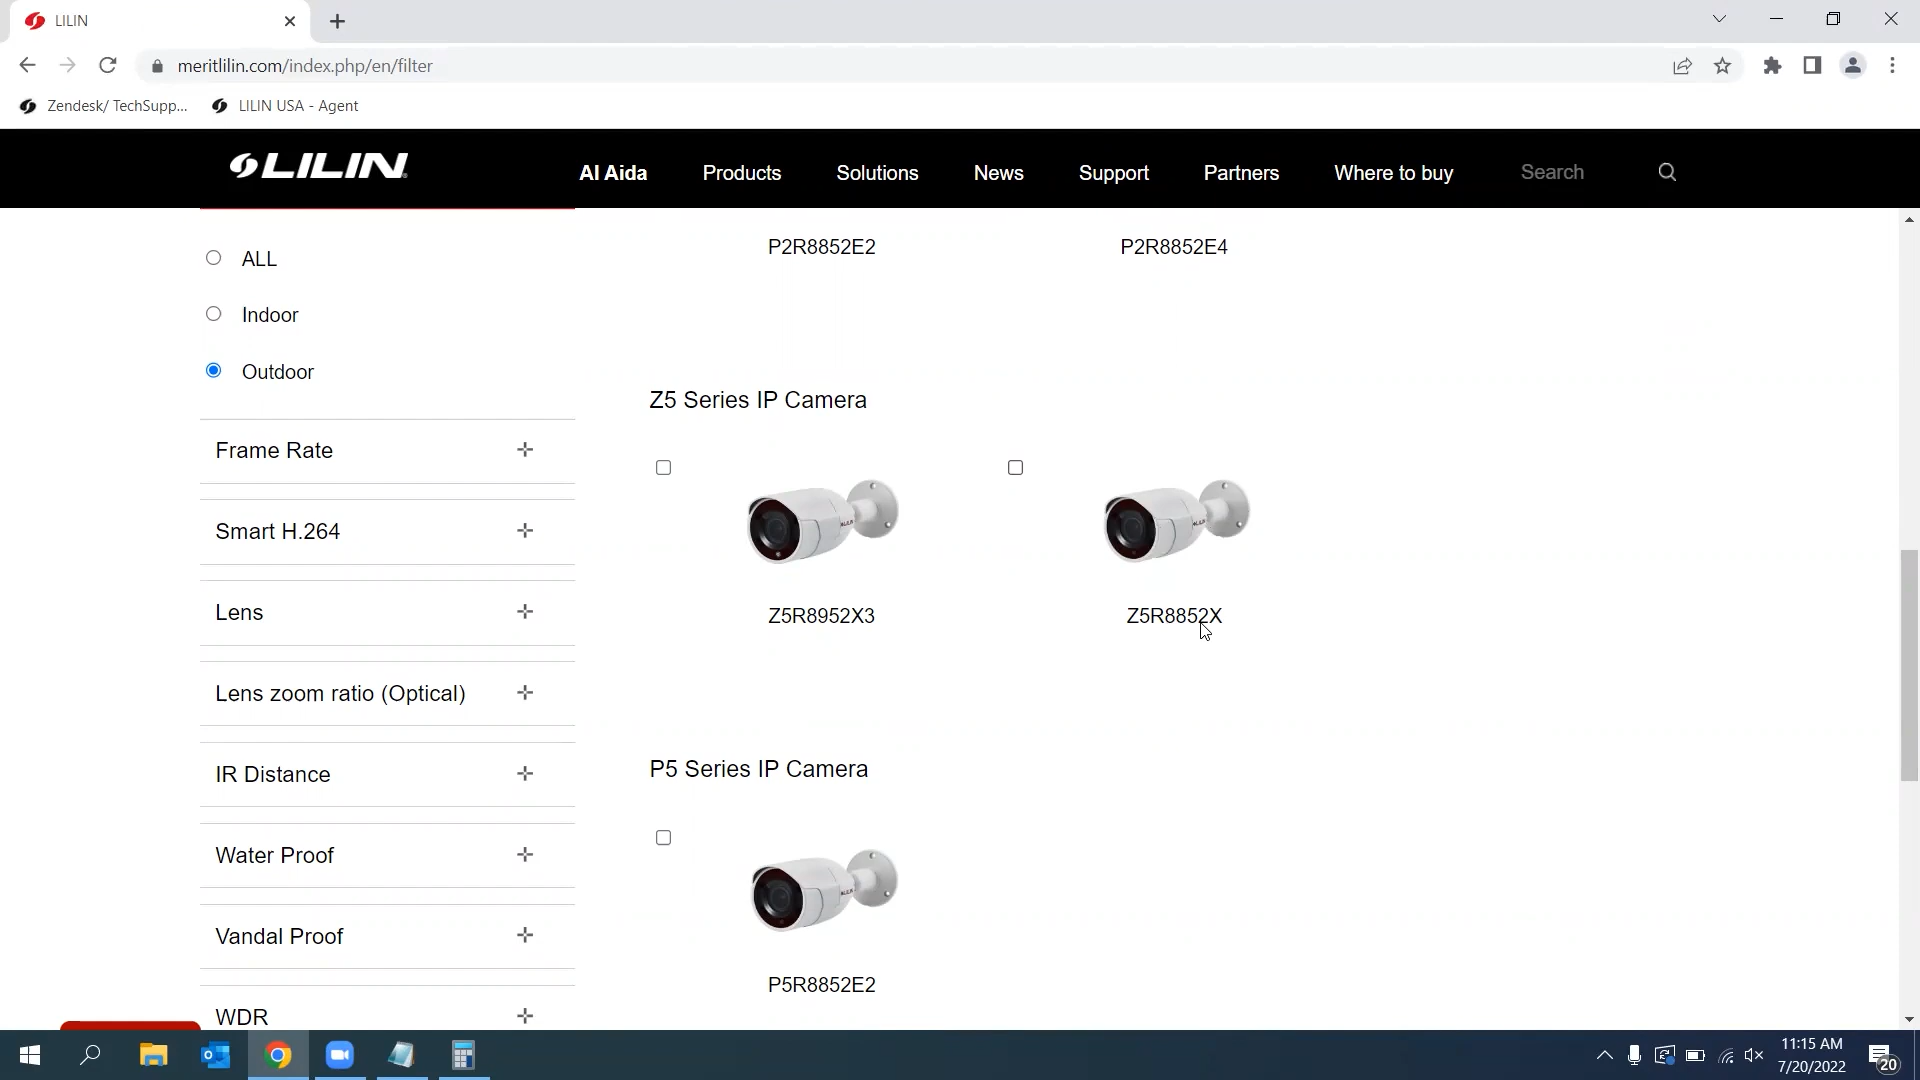 LILIN
meritlilin.com/index.php/en/filter
Zendesk/ TechSupp...
LILIN USA - Agent
LILIN
AI Aida
Products
Solutions
News
Support
Partners
Where to buy
Search
ALL
Indoor
Outdoor
Frame Rate
Smart H.264
Lens
Lens zoom ratio (Optical)
IR Distance
Water Proof
Vandal Proof
WDR
P2R8852E2
P2R8852E4
Z5 Series IP Camera
Z5R8952X3
Z5R8852X
P5 Series IP Camera
P5R8852E2
11:15 AM
7/20/2022
20